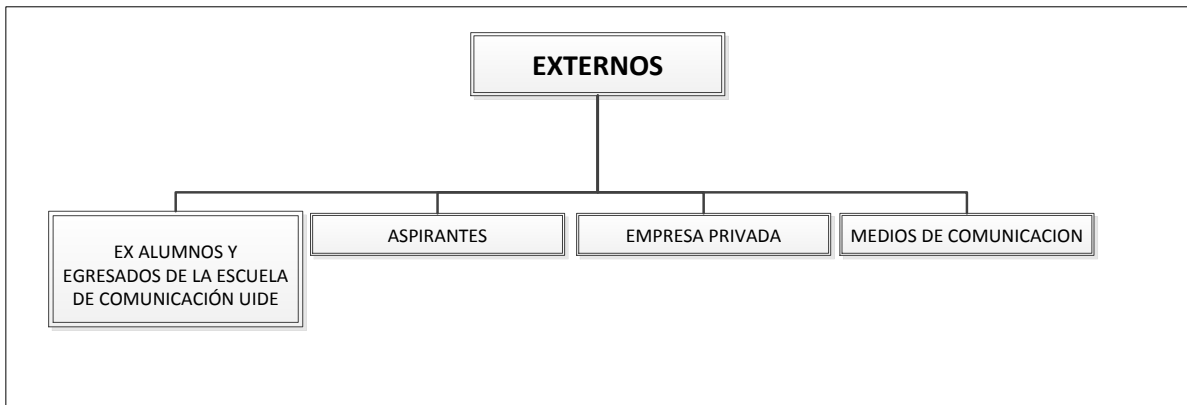 EXTERNOS
EX ALUMNOS Y
EGRESADOS DE LA ESCUELA
DE COMUNICACIÓN UIDE
ASPIRANTES
EMPRESA PRIVADA
MEDIOS DE COMUNICACION